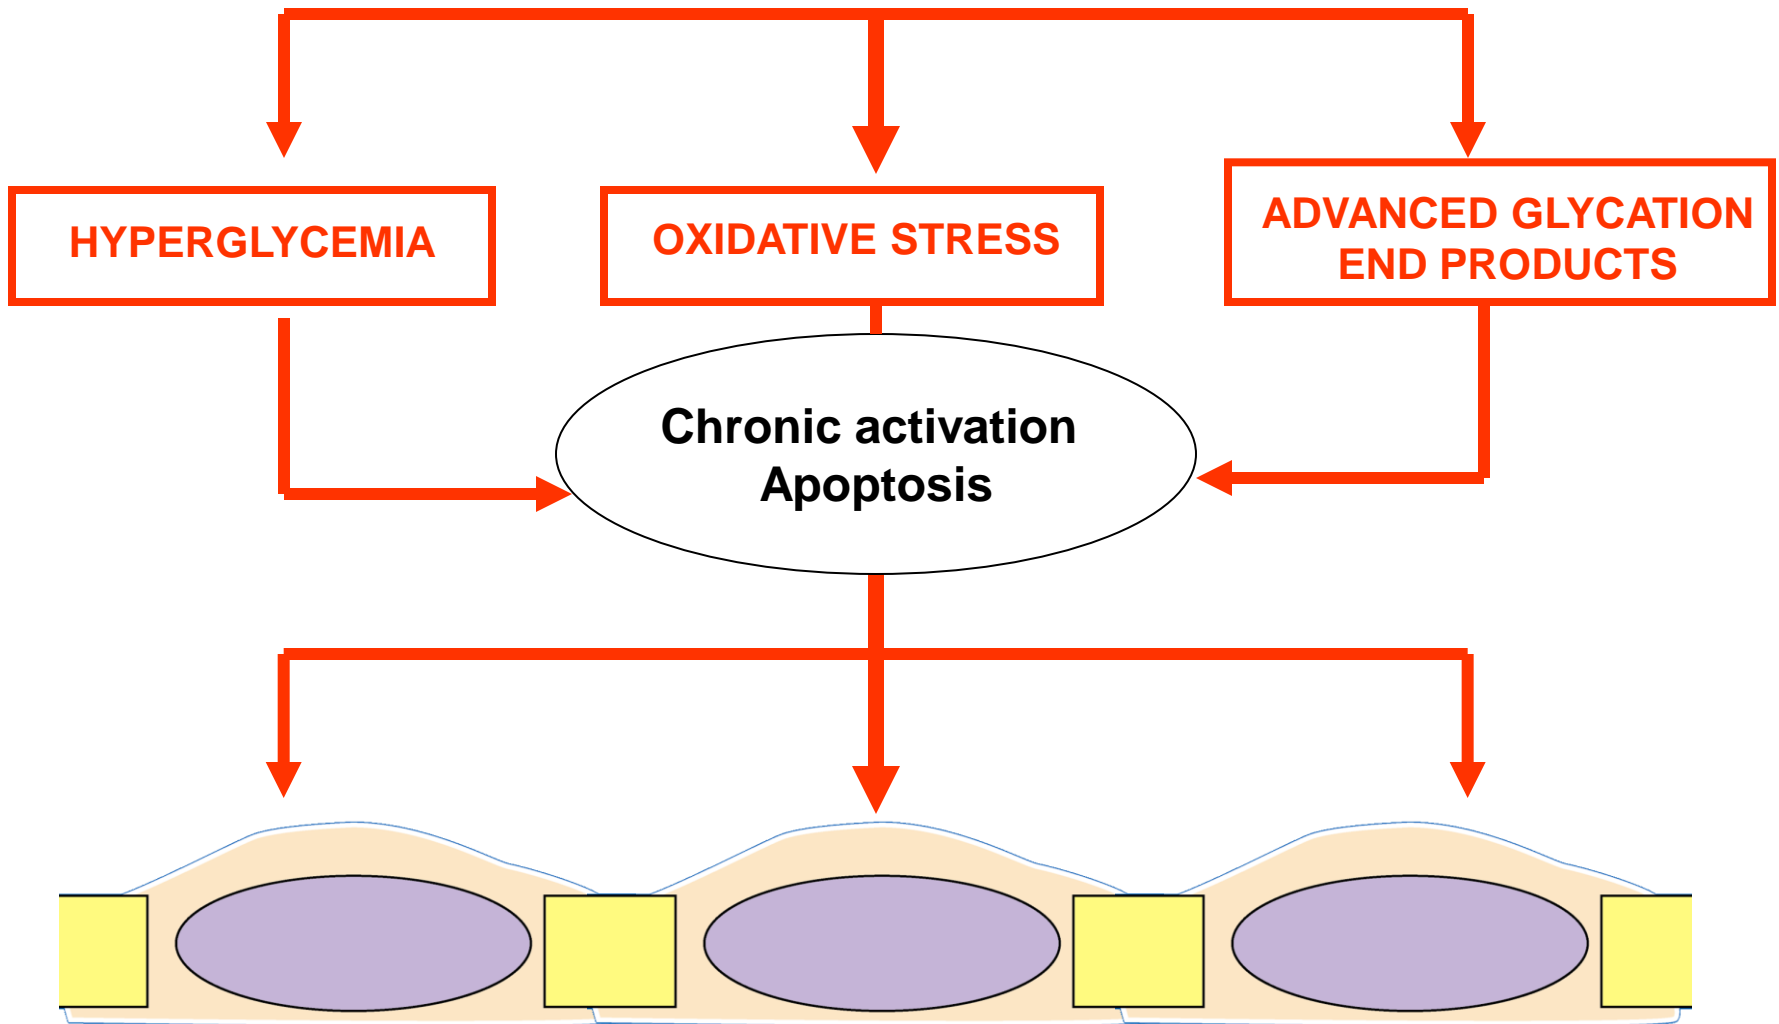 HYPERGLYCEMIA
OXIDATIVE STRESS
ADVANCED GLYCATION
END PRODUCTS
Chronic activation
Apoptosis